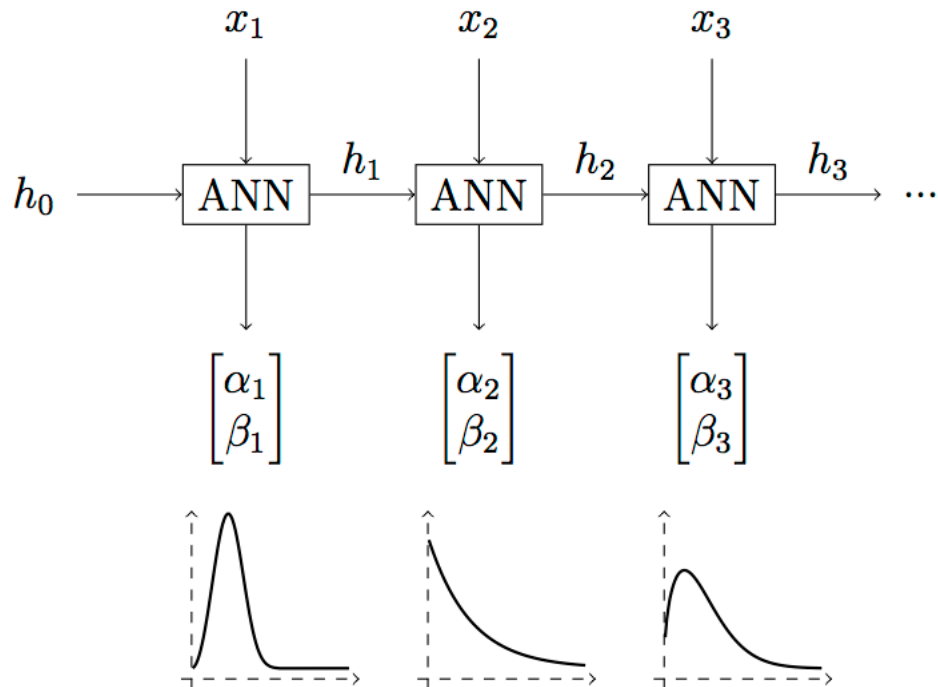 x₁ x₂ x₃
h₀ ANN h₁ ANN h₂ ANN h₃ ...
[α₁ β₁] [α₂ β₂] [α₃ β₃]